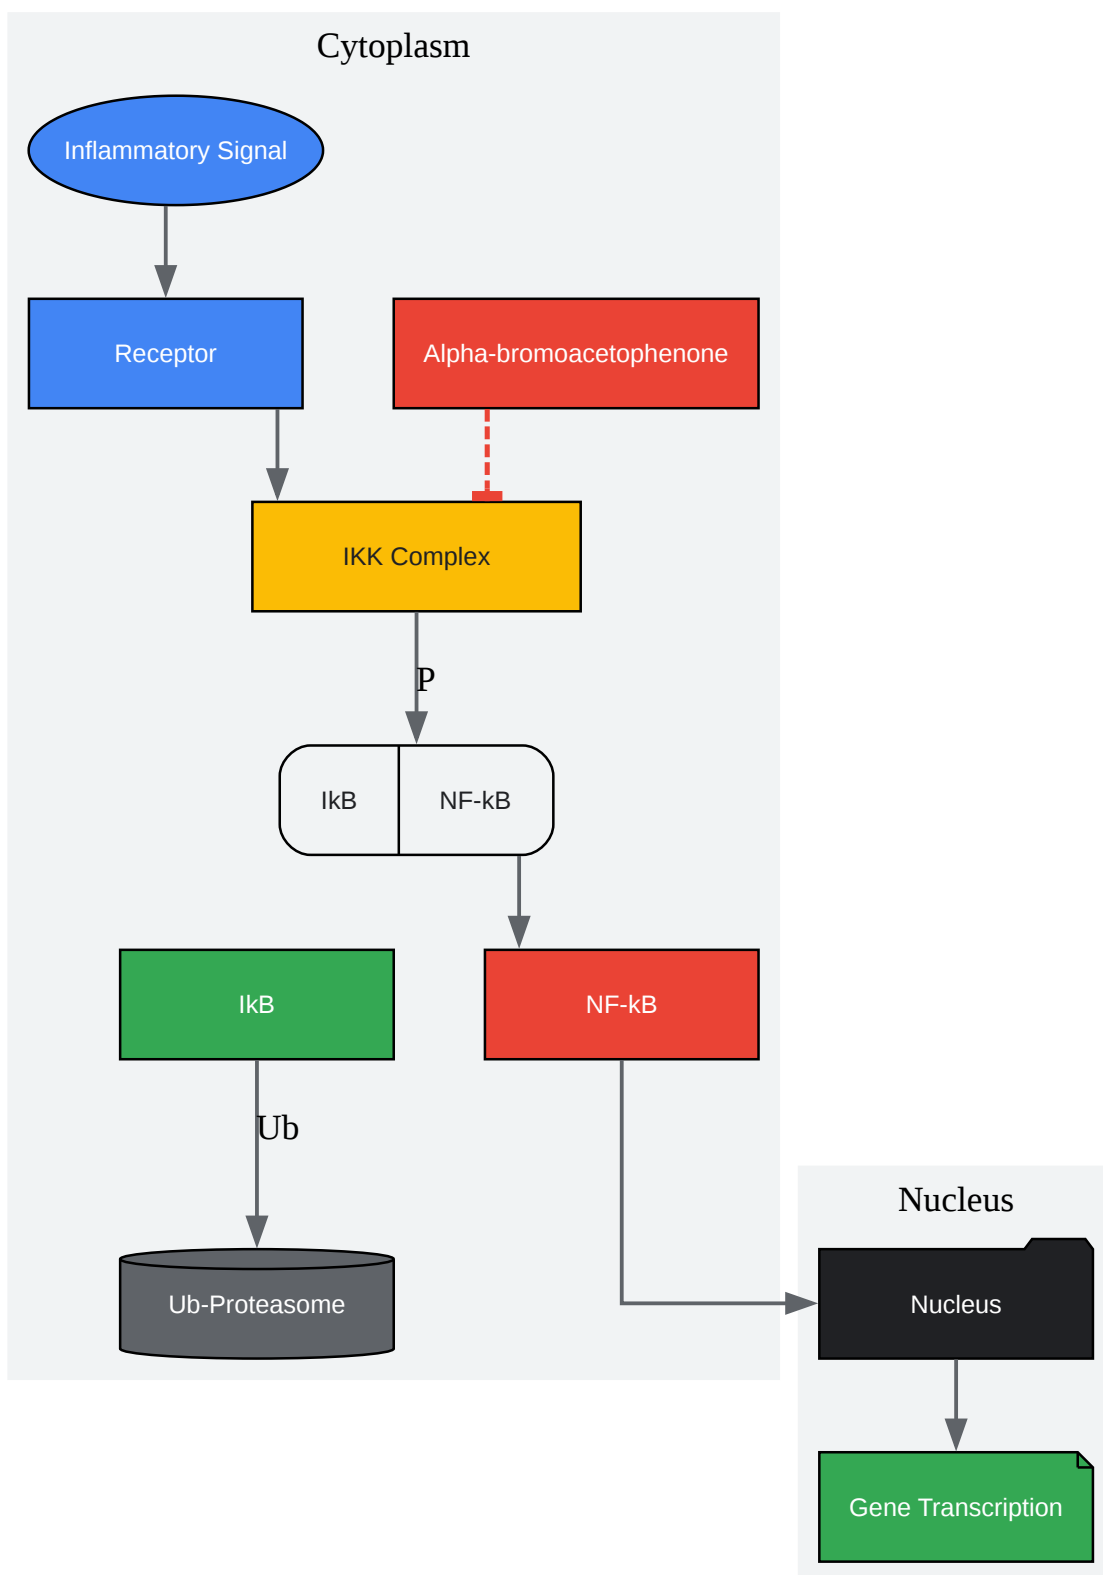 Cytoplasm
Inflammatory Signal
Receptor
Alpha-bromoacetophenone
IKK Complex
P
IkB
NF-kB
IkB
NF-kB
Ub
Ub-Proteasome
Nucleus
Nucleus
Gene Transcription